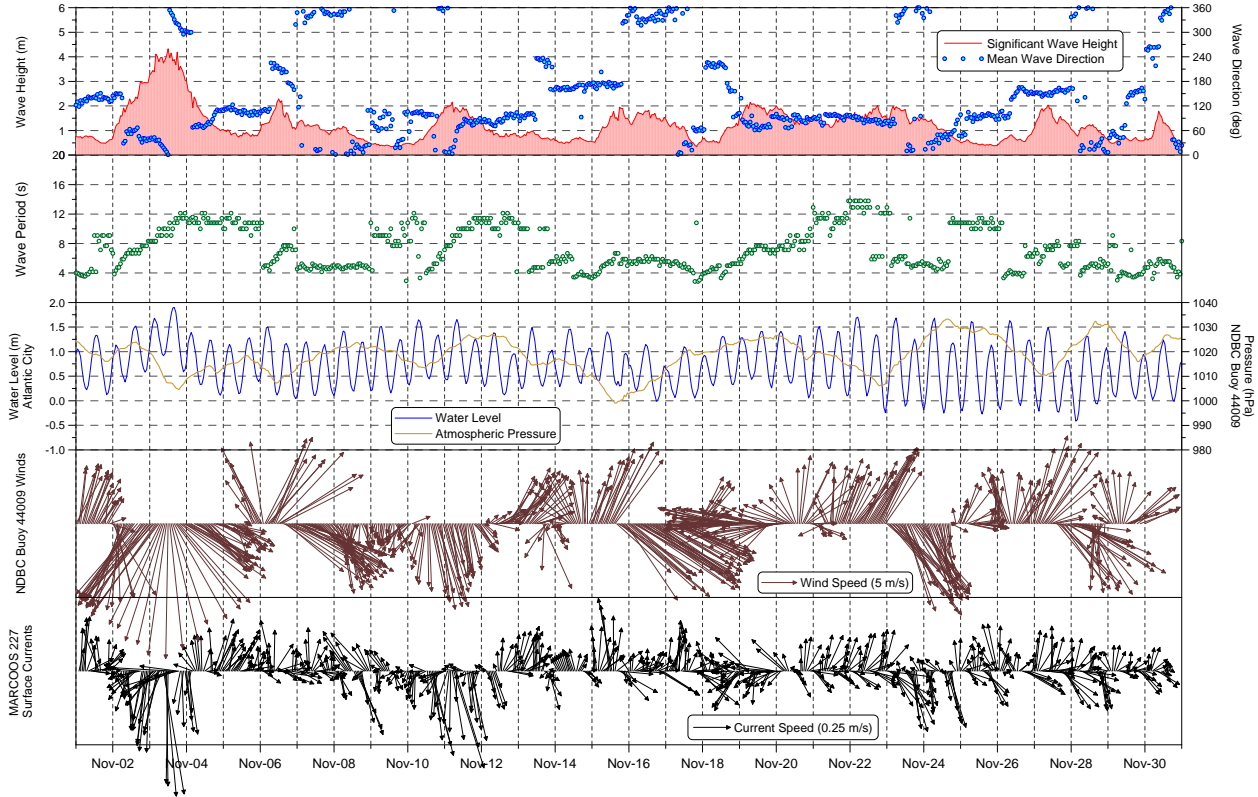 6
5
4
3
2
1
20
Wave Height (m)
360
300
240
180
120
60
0
Wave Direction (deg)
Significant Wave Height
Mean Wave Direction
16
12
8
4
Wave Period (s)
2.0
1.5
1.0
0.5
0.0
-0.5
-1.0
Water Level (m)
Atlantic City
1040
1030
1020
1010
1000
990
980
Pressure (hPa)
NDBC Buoy 44009
Water Level
Atmospheric Pressure
NDBC Buoy 44009 Winds
Wind Speed (5 m/s)
MARCOOS 227
Surface Currents
Current Speed (0.25 m/s)
Nov-02 Nov-04 Nov-06 Nov-08 Nov-10 Nov-12 Nov-14 Nov-16 Nov-18 Nov-20 Nov-22 Nov-24 Nov-26 Nov-28 Nov-30